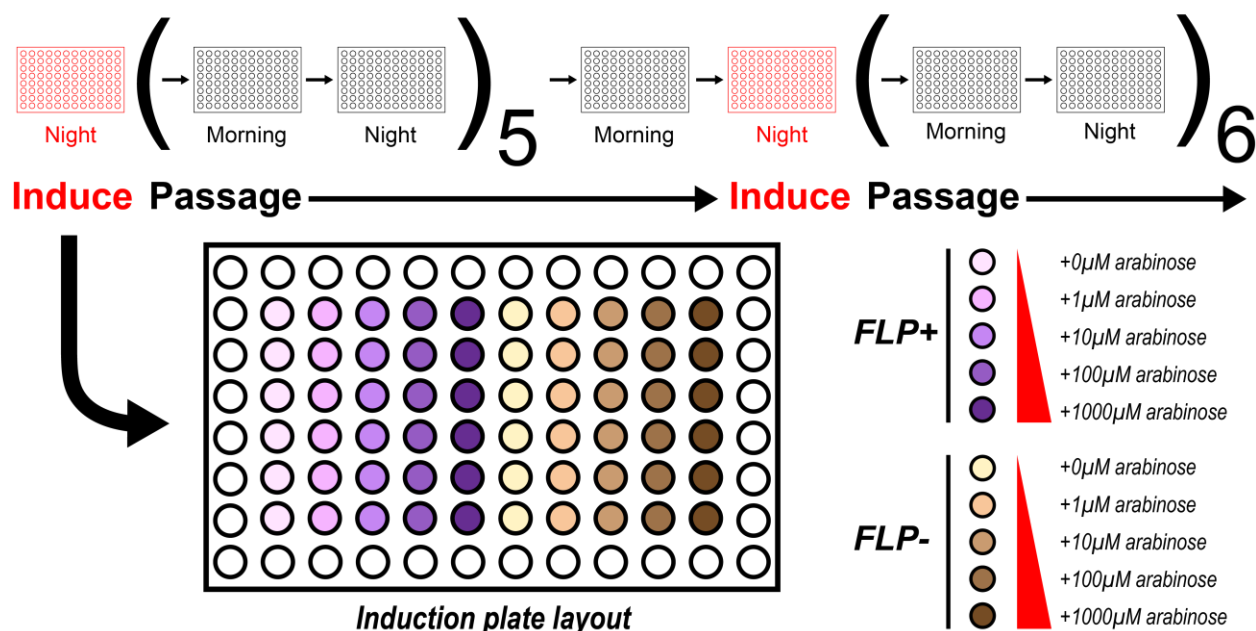 Night
Morning
Night
5
Morning
Night
Morning
Night
6
Induce Passage
Induce Passage
FLP+
+0µM arabinose
+1µM arabinose
+10µM arabinose
+100µM arabinose
+1000µM arabinose
FLP-
+0µM arabinose
+1µM arabinose
+10µM arabinose
+100µM arabinose
+1000µM arabinose
Induction plate layout